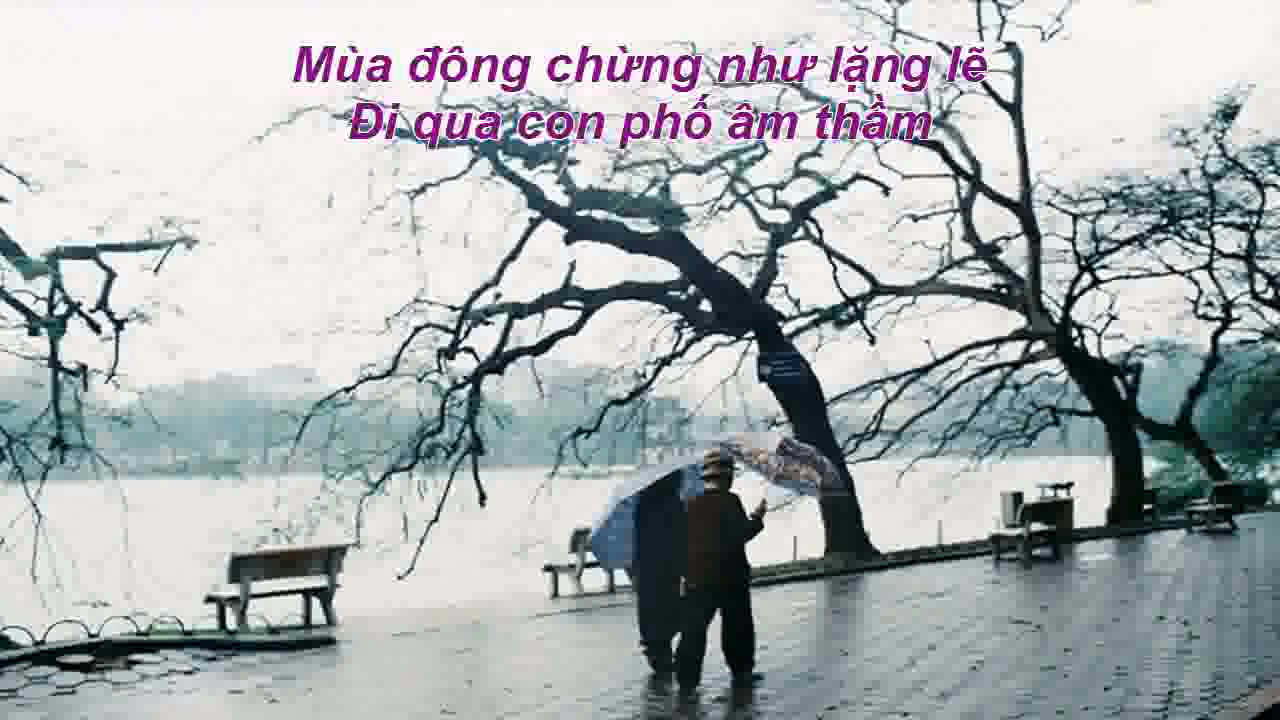 Mùa đông chừng như lặng lẽ
Đi qua con phố âm thầm